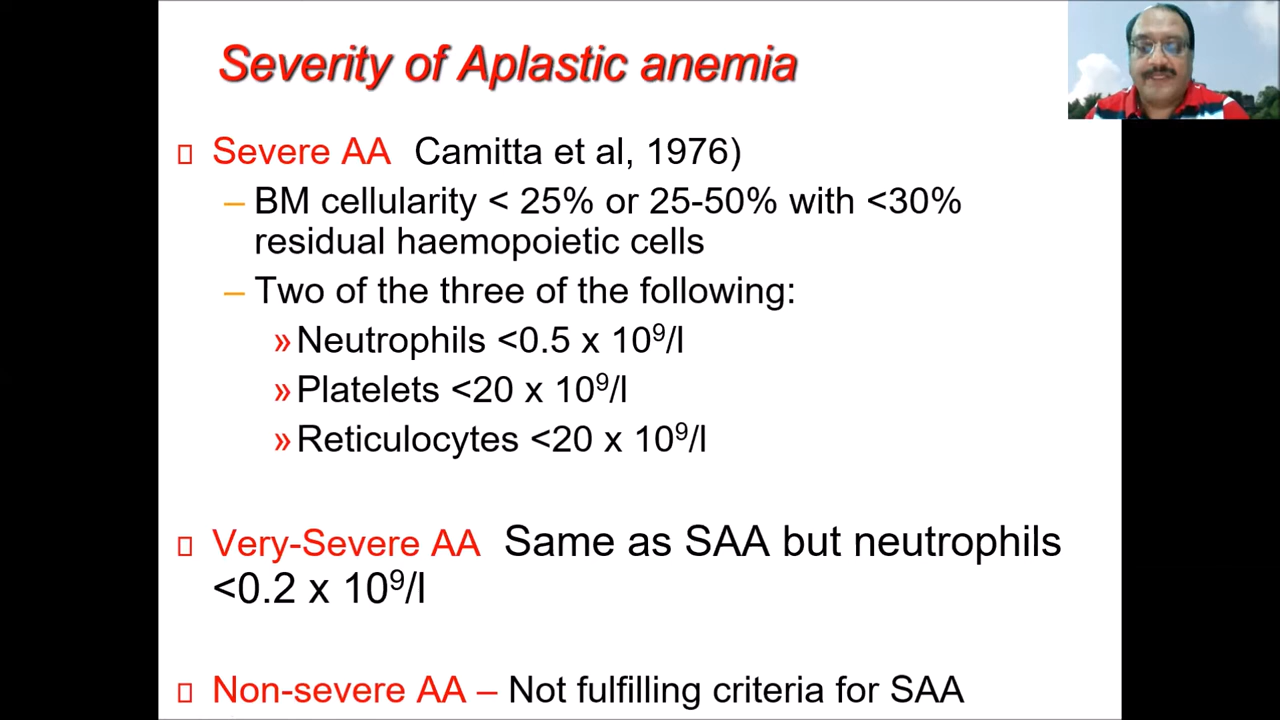 Severity of Aplastic anemia
Severe AA Camitta et al, 1976)
– BM cellularity < 25% or 25-50% with <30%
residual haemopoietic cells
– Two of the three of the following:
» Neutrophils <0.5 x 10⁹/l
» Platelets <20 x 10⁹/l
» Reticulocytes <20 x 10⁹/l
Very-Severe AA Same as SAA but neutrophils
<0.2 x 10⁹/l
Non-severe AA – Not fulfilling criteria for SAA